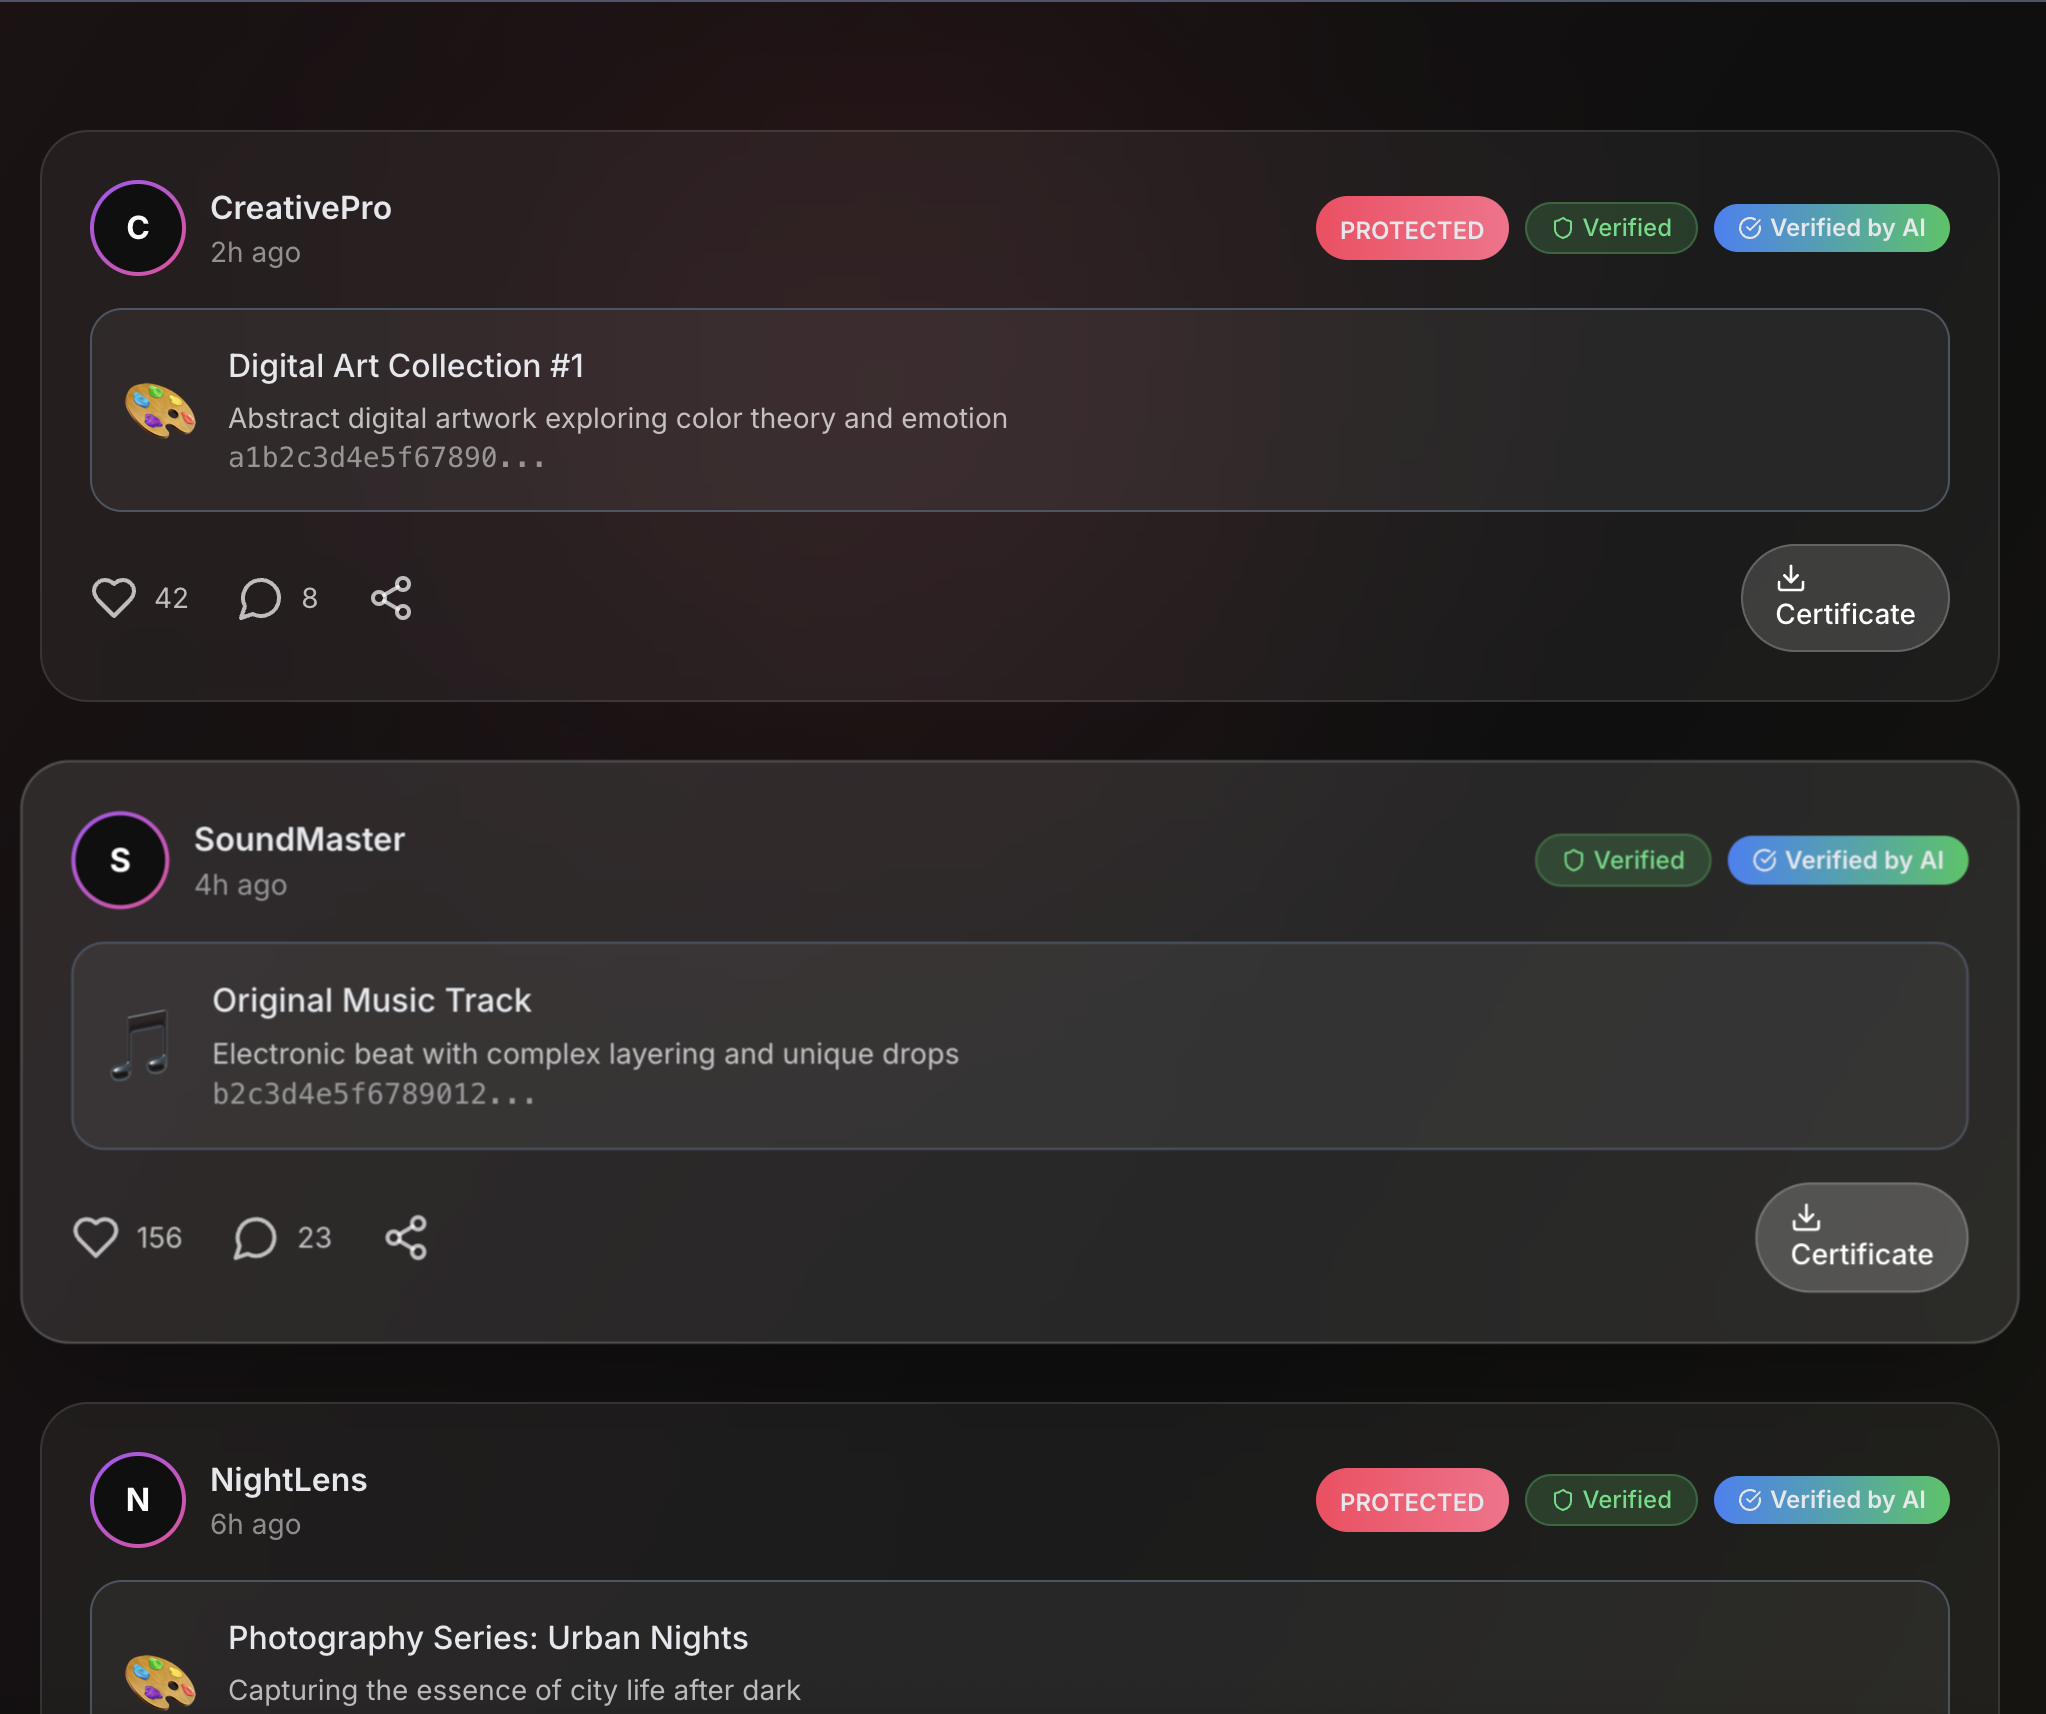 C
CreativePro
2h ago
PROTECTED
Verified
Verified by AI
Digital Art Collection #1
Abstract digital artwork exploring color theory and emotion
a1b2c3d4e5f67890...
42
8
Certificate
S
SoundMaster
4h ago
Verified
Verified by AI
Original Music Track
Electronic beat with complex layering and unique drops
b2c3d4e5f6789012...
156
23
Certificate
N
NightLens
6h ago
PROTECTED
Verified
Verified by AI
Photography Series: Urban Nights
Capturing the essence of city life after dark